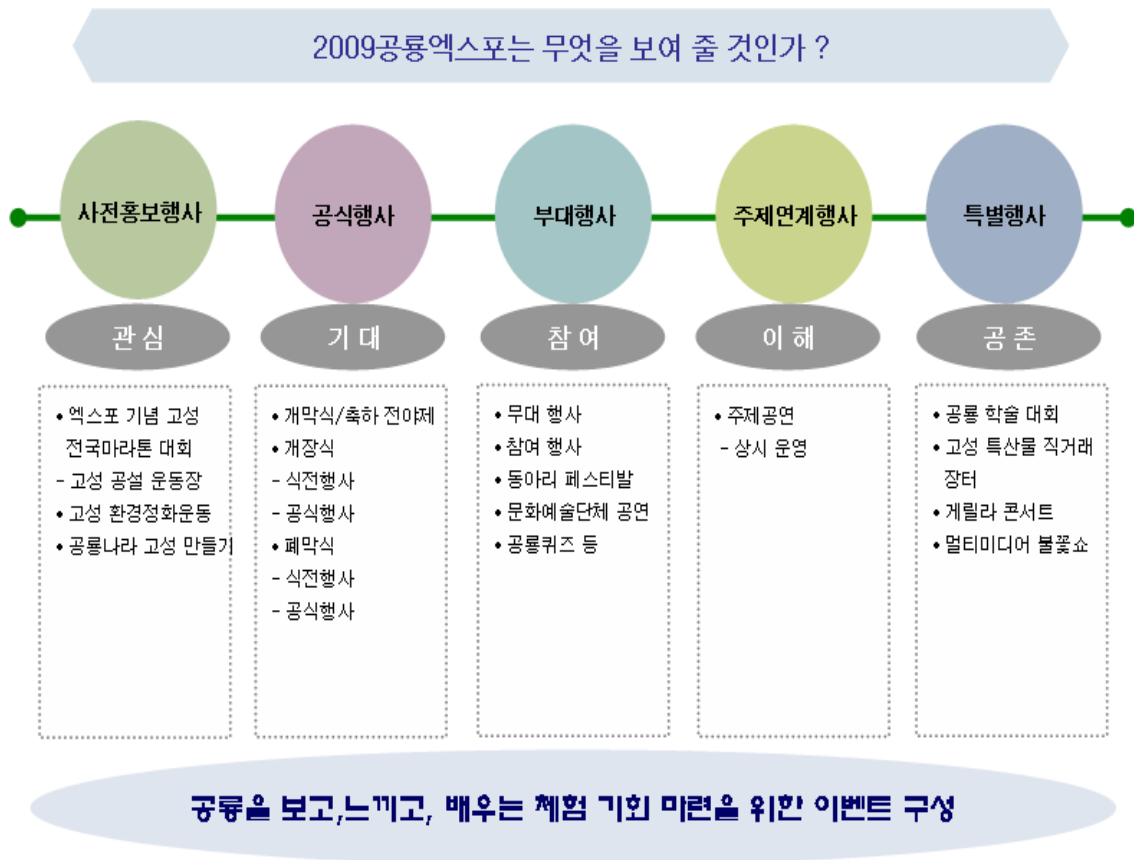 2009공룡엑스포는 무엇을 보여 줄 것인가 ?
사전홍보행사
관 심
• 엑스포 기념 고성
전국마라톤 대회
- 고성 공설 운동장
• 고성 환경정화운동
• 공룡나라 고성 만들기
공식행사
기 대
• 개막식/축하 전야제
• 개장식
- 식전행사
- 공식행사
• 폐막식
- 식전행사
- 공식행사
부대행사
참 여
• 무대 행사
• 참여 행사
• 동아리 페스티발
• 문화예술단체 공연
• 공룡퀴즈 등
주제연계행사
이 해
• 주제공연
- 상시 운영
특별행사
공 존
• 공룡 학술 대회
• 고성 특산물 직거래
장터
• 게릴라 콘서트
• 멀티미디어 불꽃쇼
공룡을 보고,느끼고, 배우는 체험 기회 마련을 위한 이벤트 구성